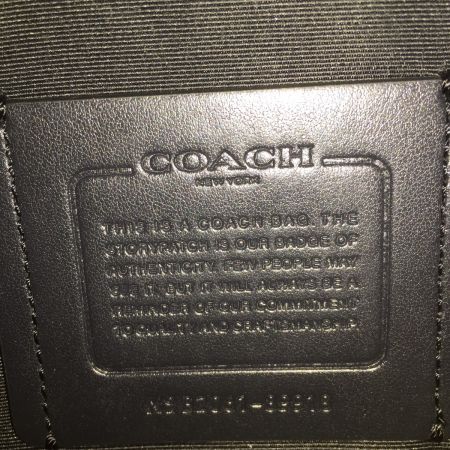 COACH
NEW YORK
THIS IS A COACH BAG. THE
STORYPATCH IS OUR BADGE OF
AUTHENTICITY. FEW PEOPLE MAY
SEE IT, BUT IT WILL ALWAYS BE A
REMINDER OF OUR COMMITMENT
TO QUALITY AND CRAFTSMANSHIP.